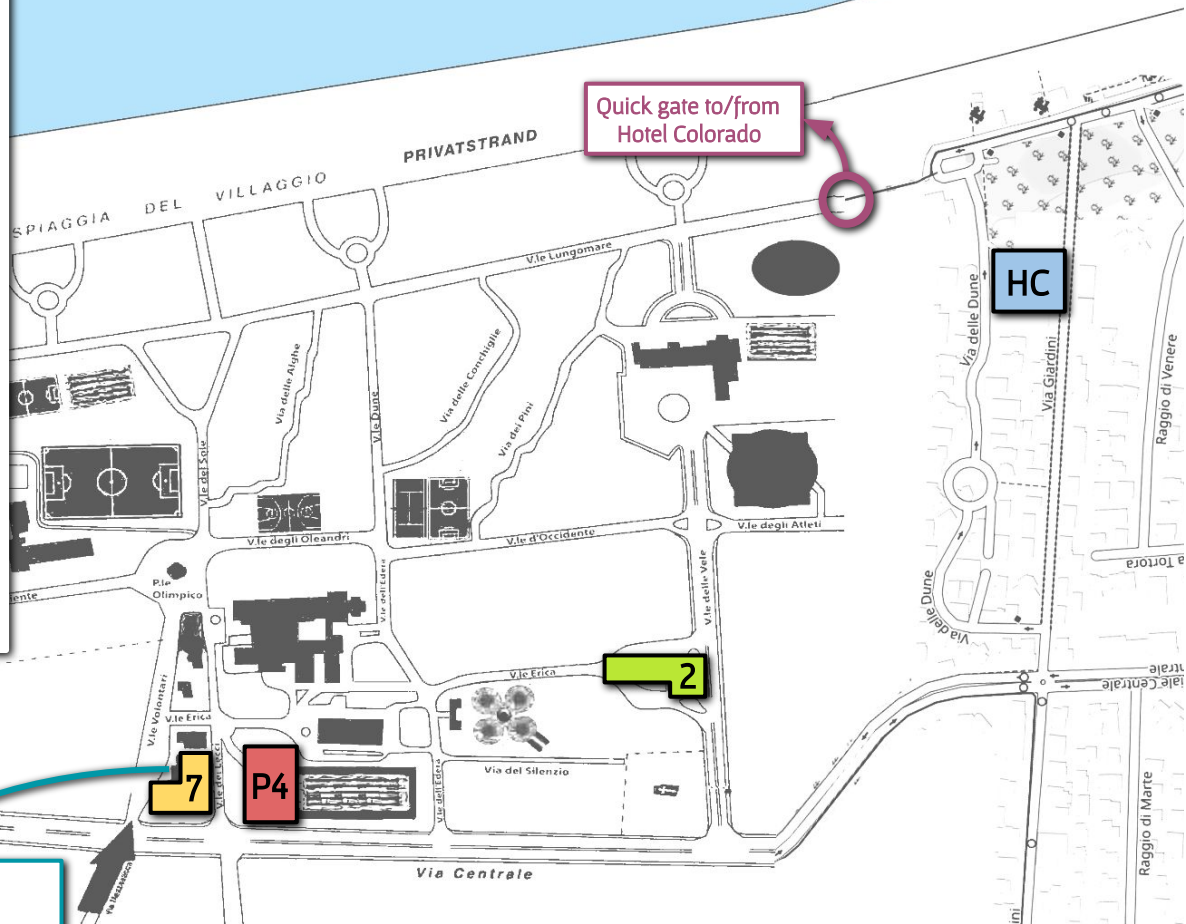 Quick gate to/from
Hotel Colorado
PRIVATSTRAND
SPIAGGIA DEL VILLAGGIO
V.le Lungomare
HC
Via delle Dune
Via Giardini
Raggio di Venere
Via delle Alghe
V.le Dune
Via delle Conchiglie
Via dei Pini
V.le del Sole
V.le degli Oleandri
V.le d'Occidente
V.le degli Atleti
a Tortora
P.le
Olimpico
ente
V.le dell Edera
V.le delle Vele
Via delle Dune
V.le Erica
2
V.le Volontari
V.le Erica
7
V.le dei Lecci
P4
V.le dell Edera
Via del Silenzio
Via Centrale
iale Centrale
Raggio di Marte